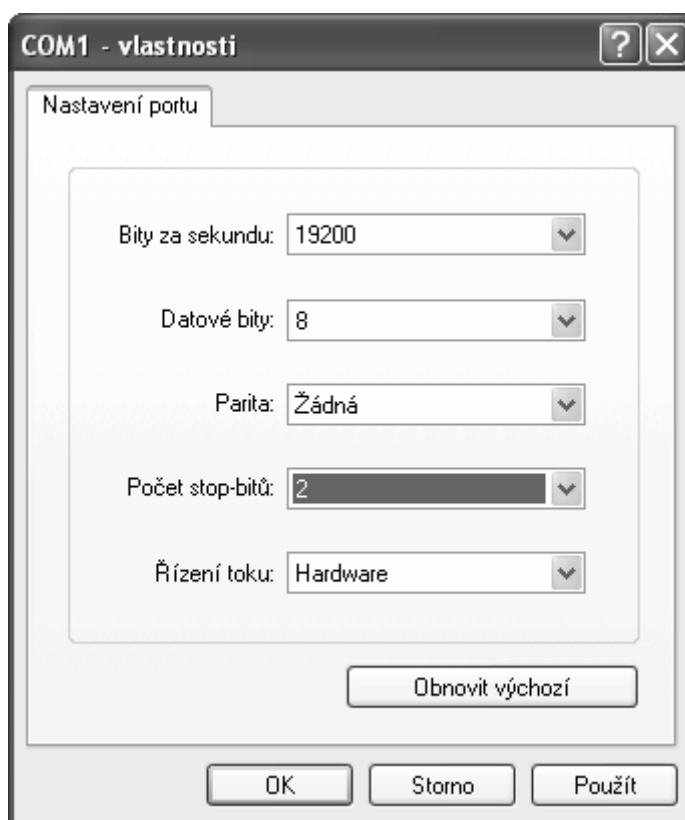 COM1 - vlastnosti
Nastavení portu
Bity za sekundu: 19200
Datové bity: 8
Parita: Žádná
Počet stop-bitů: 2
Řízení toku: Hardware
Obnovit výchozí
OK Storno Použít